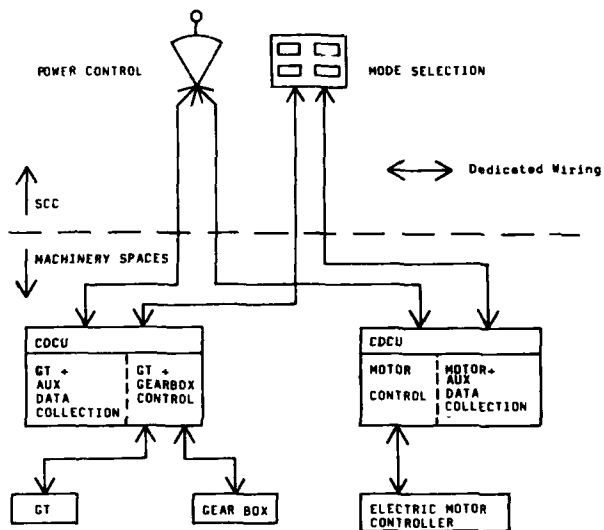 POWER CONTROL
MODE SELECTION
Dedicated Wiring
SCC
MACHINERY SPACES
CDCU
GT +
AUX
DATA
COLLECTION
GT +
GEARBOX
CONTROL
CDCU
MOTOR
CONTROL
MOTOR+
AUX
DATA
COLLECTION
GT
GEAR BOX
ELECTRIC MOTOR
CONTROLLER